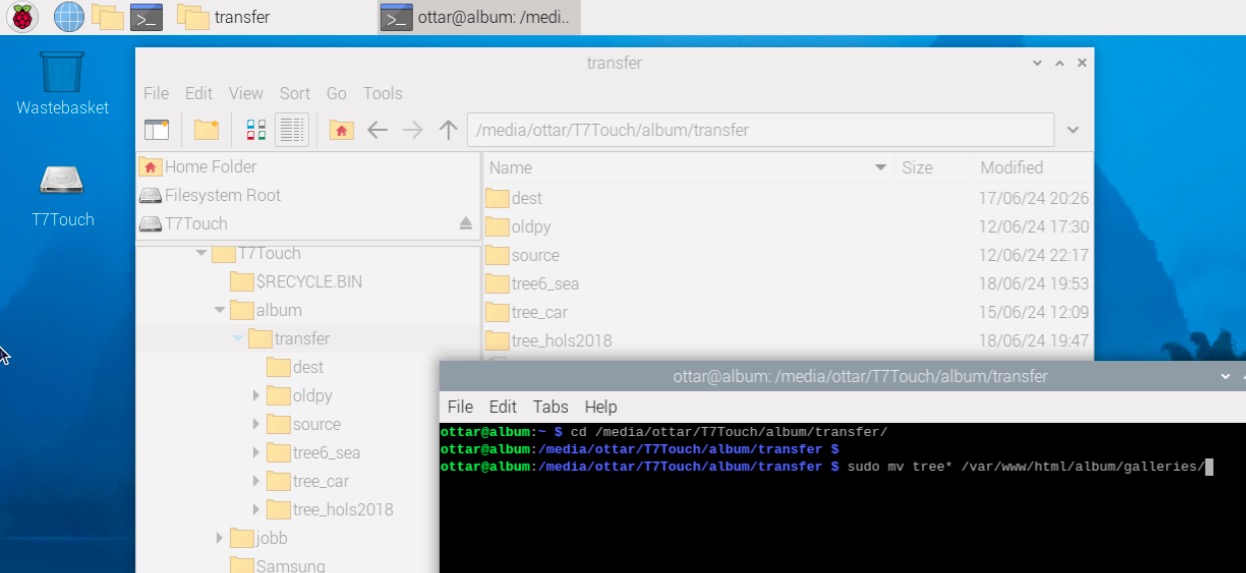 transfer
ottar@album: /medi..
Wastebasket
T7Touch
transfer
File Edit View Sort Go Tools
/media/ottar/T7Touch/album/transfer
Home Folder
Filesystem Root
T7Touch
T7Touch
$RECYCLE.BIN
album
transfer
dest
oldpy
source
tree6_sea
tree_car
tree_hols2018
jobb
Samsung
Name Size Modified
dest 17/06/24 20:26
oldpy 12/06/24 17:30
source 12/06/24 22:17
tree6_sea 18/06/24 19:53
tree_car 15/06/24 12:09
tree_hols2018 18/06/24 19:47
ottar@album: /media/ottar/T7Touch/album/transfer
File Edit Tabs Help
ottar@album:~ $ cd /media/ottar/T7Touch/album/transfer/
ottar@album:/media/ottar/T7Touch/album/transfer $
ottar@album:/media/ottar/T7Touch/album/transfer $ sudo mv tree* /var/www/html/album/galleries/